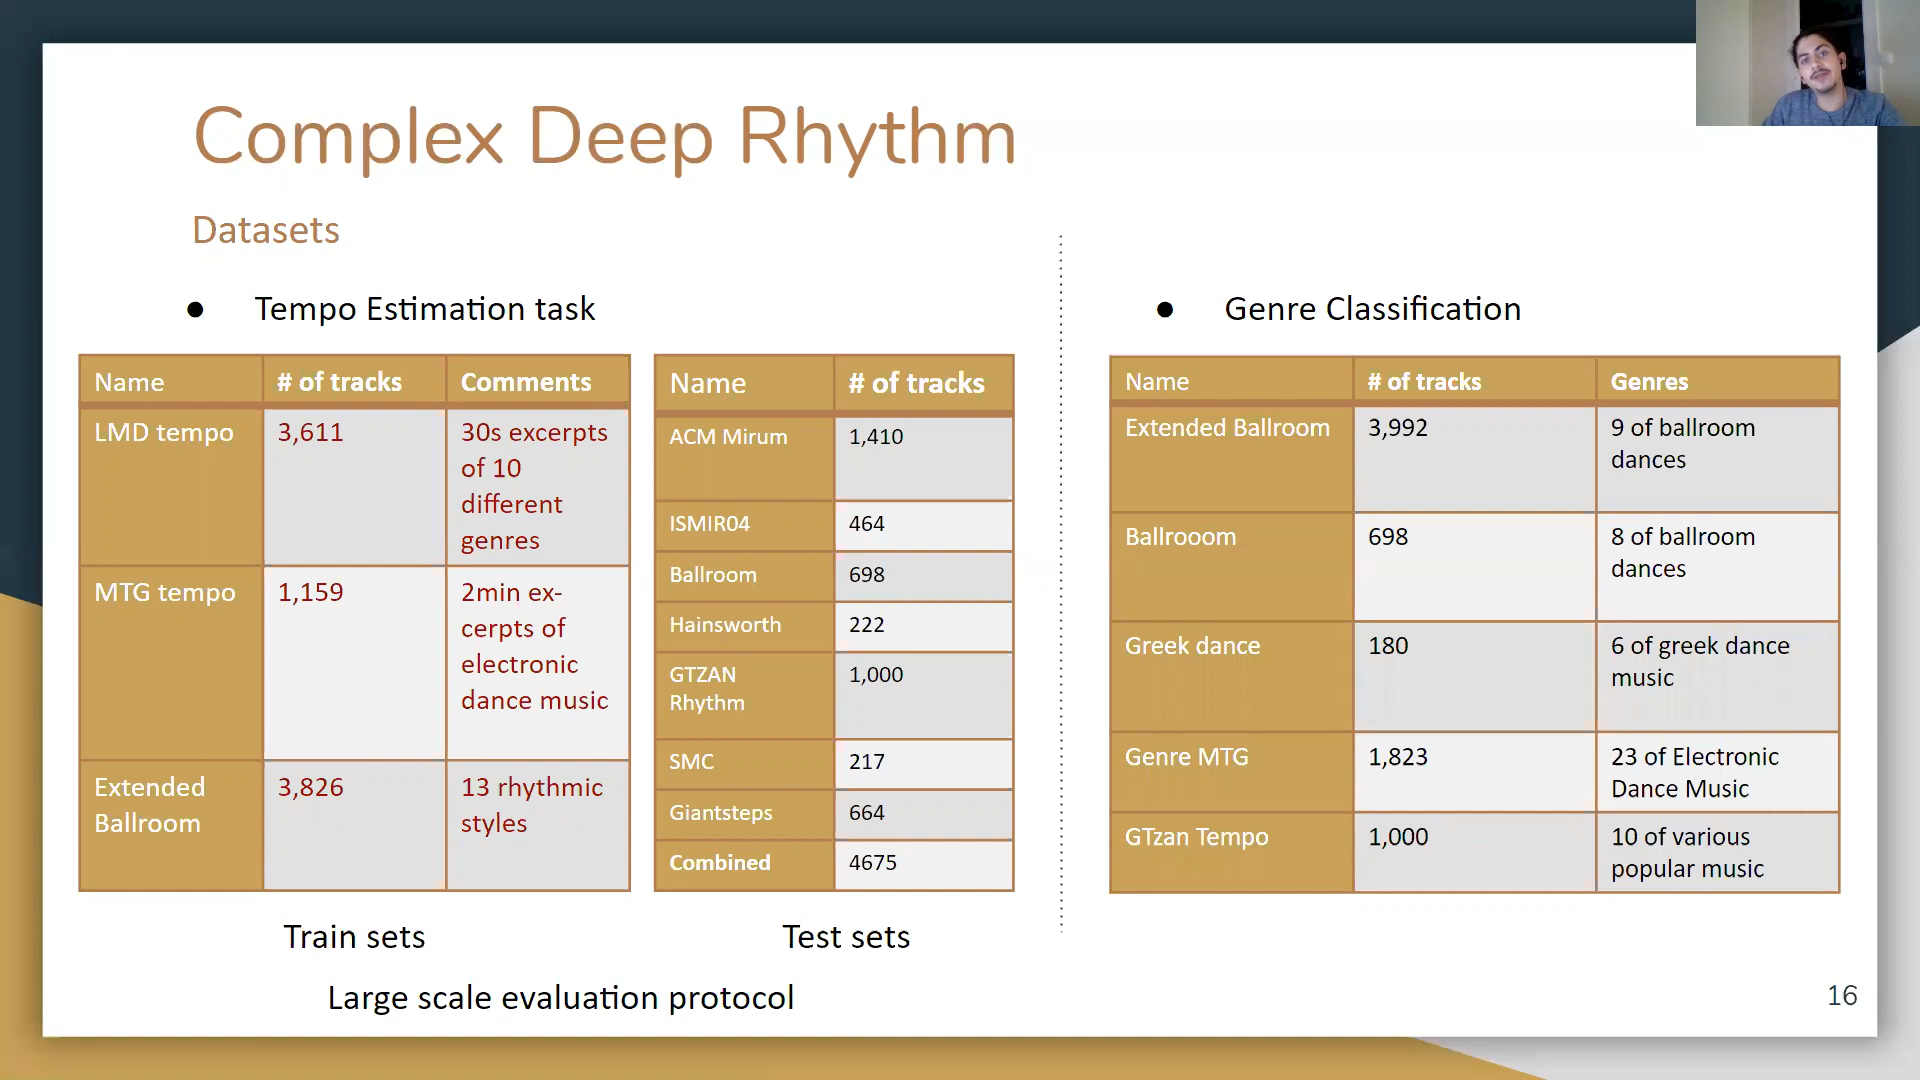 Complex Deep Rhythm
Datasets
● Tempo Estimation task
Name # of tracks Comments
LMD tempo 3,611 30s excerpts
of 10
different
genres
MTG tempo 1,159 2min ex-
cerpts of
electronic
dance music
Extended 3,826 13 rhythmic
Ballroom styles
Train sets
Name # of tracks
ACM Mirum 1,410
ISMIR04 464
Ballroom 698
Hainsworth 222
GTZAN 1,000
Rhythm
SMC 217
Giantsteps 664
Combined 4675
Test sets
Large scale evaluation protocol
● Genre Classification
Name # of tracks Genres
Extended Ballroom 3,992 9 of ballroom
dances
Ballrooom 698 8 of ballroom
dances
Greek dance 180 6 of greek dance
music
Genre MTG 1,823 23 of Electronic
Dance Music
GTzan Tempo 1,000 10 of various
popular music
16